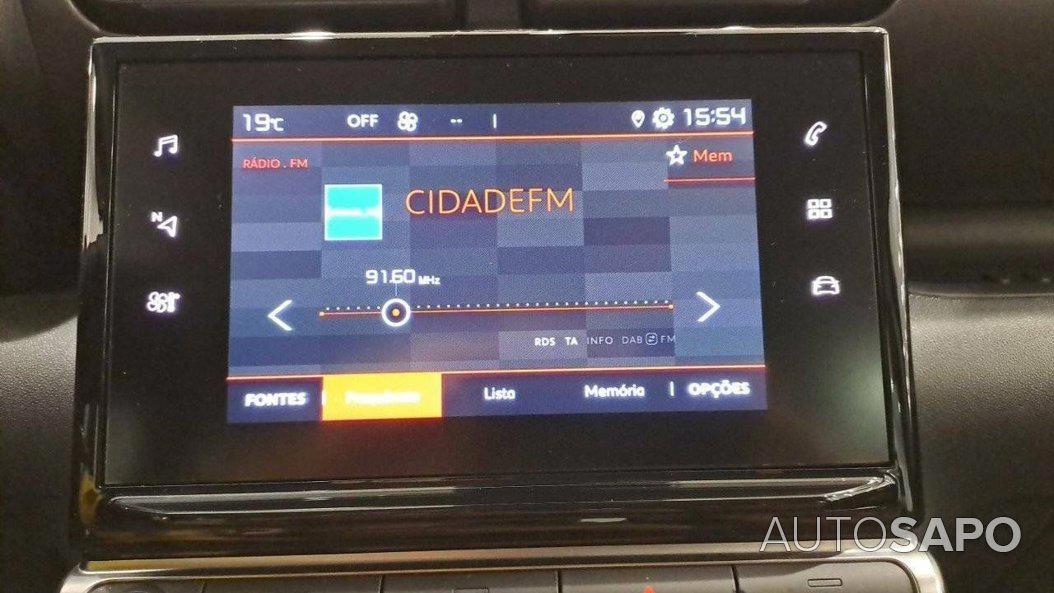 19°C OFF -- 15:54
RÁDIO . FM
Mem
CIDADEFM
91.60 MHz
N
RDS TA INFO DAB FM
FONTES Lista Memória OPÇÕES
AUTOSAPO